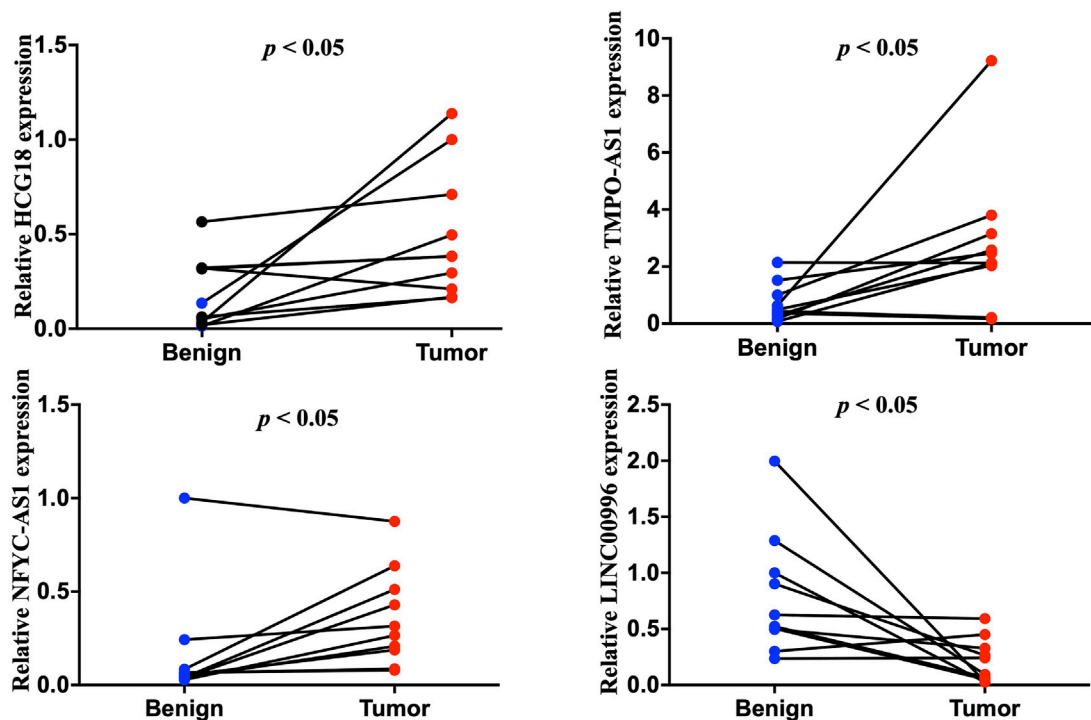 Relative HCG18 expression
1.5
1.0
0.5
0.0
p < 0.05
Benign
Tumor
Relative TMPO-AS1 expression
10
8
6
4
2
0
p < 0.05
Benign
Tumor
Relative NFYC-AS1 expression
1.5
1.0
0.5
0.0
p < 0.05
Benign
Tumor
Relative LINC00996 expression
2.5
2.0
1.5
1.0
0.5
0.0
p < 0.05
Benign
Tumor